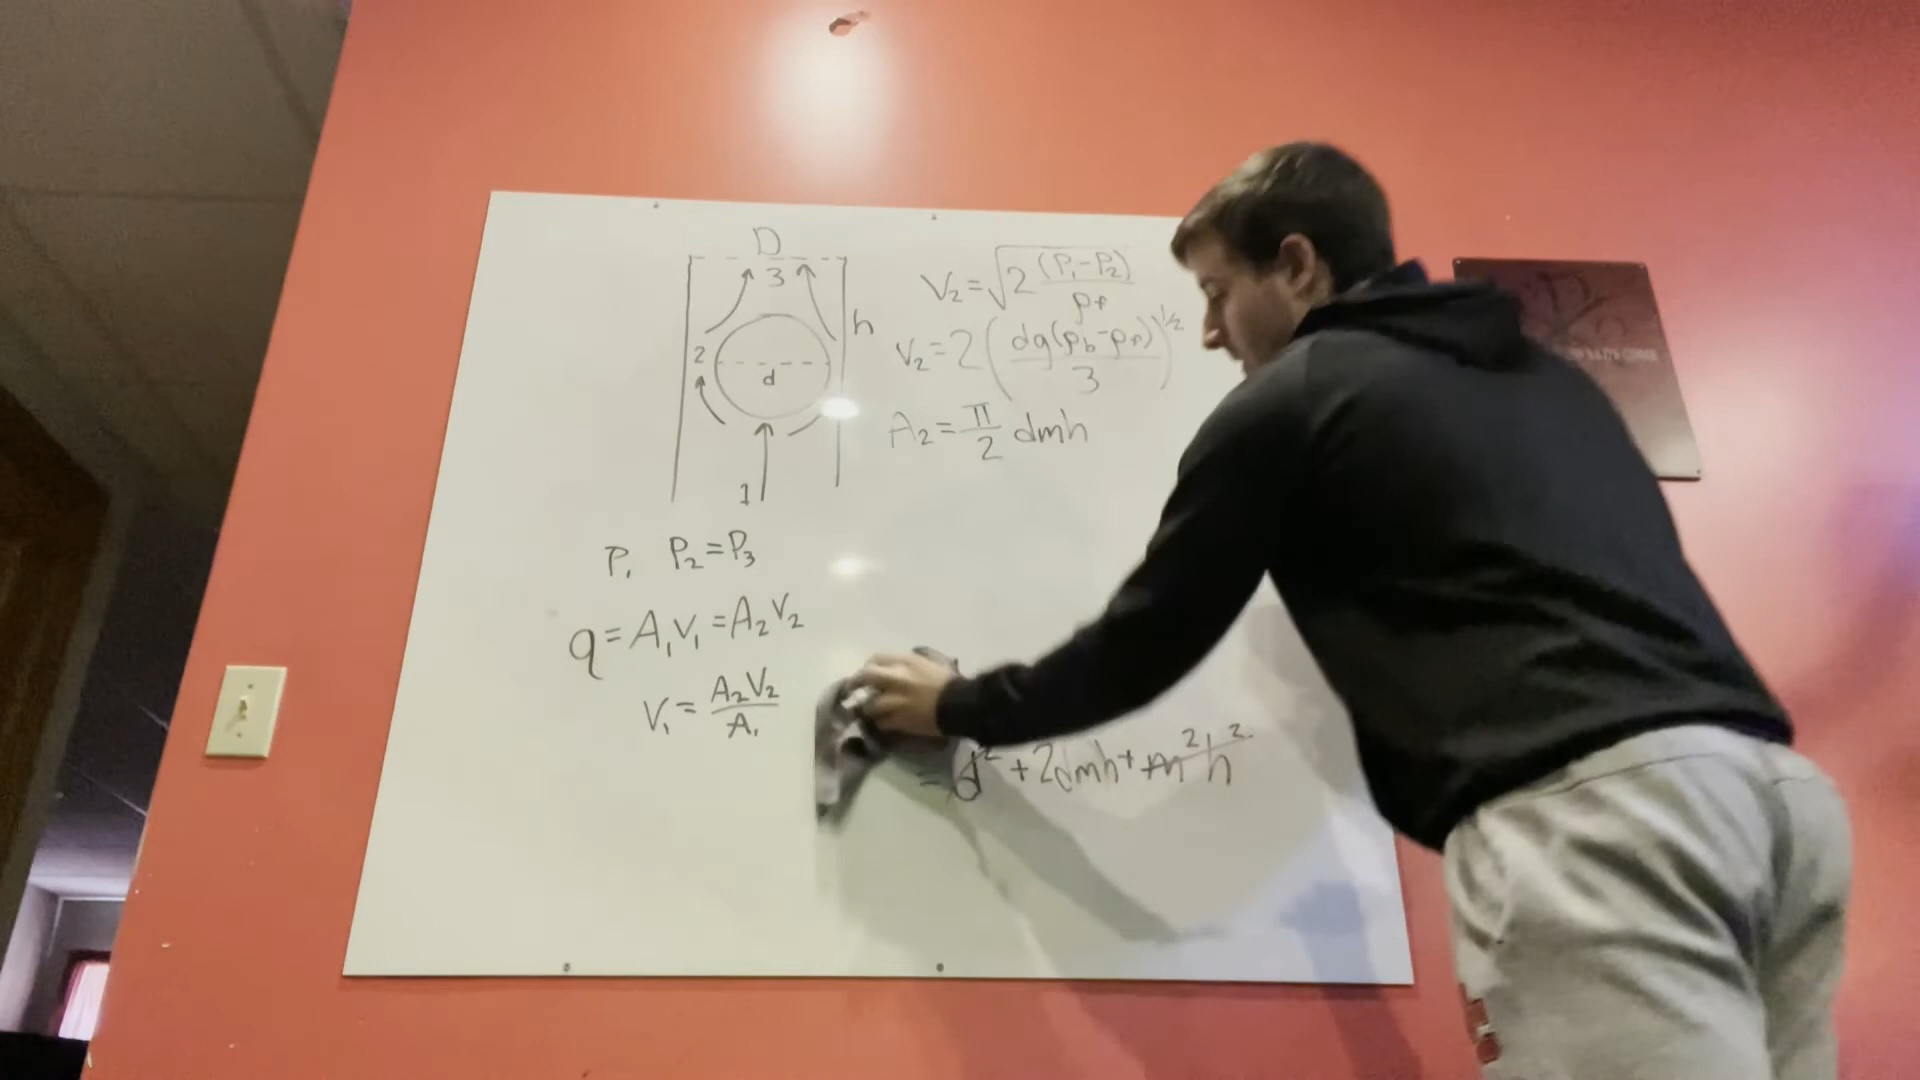 D
3
h
2
d
1
V₂=√2 (P₁-P₂)/ρf
V₂=2(dg(ρb-ρf)/3)^1/2
A₂=π/2 dmh
P₁ P₂=P₃
q=A₁V₁=A₂V₂
V₁=A₂V₂/A₁
=d²+2dmh+m²h²